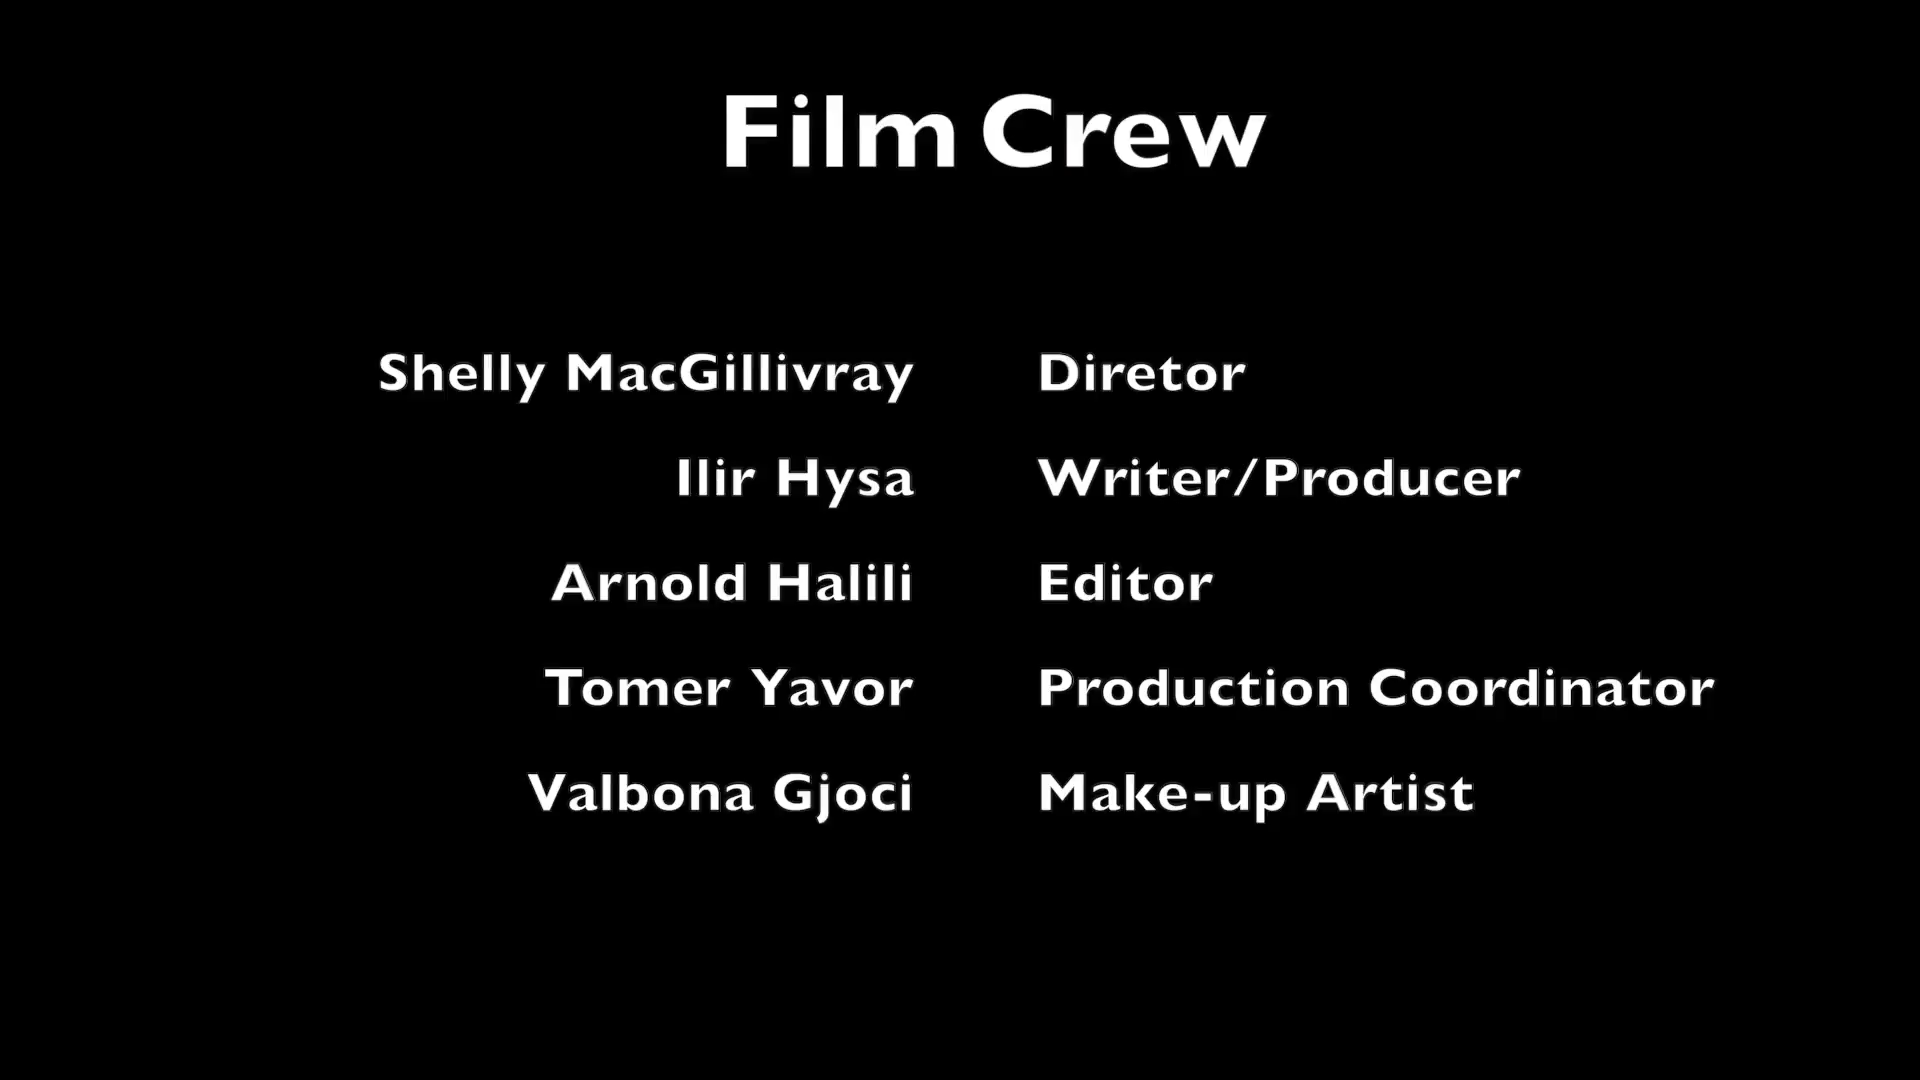 Film Crew
Shelly MacGillivray Diretor
Ilir Hysa Writer/Producer
Arnold Halili Editor
Tomer Yavor Production Coordinator
Valbona Gjoci Make-up Artist